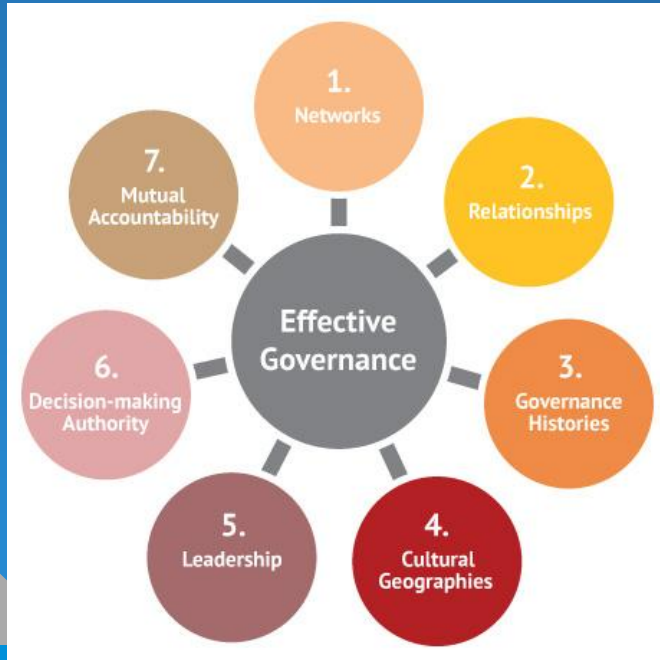 1.
Networks
2.
Relationships
3.
Governance
Histories
4.
Cultural
Geographies
5.
Leadership
6.
Decision-making
Authority
7.
Mutual
Accountability
Effective
Governance